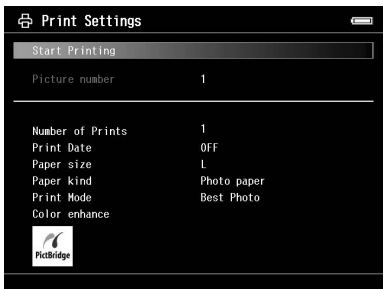 Print Settings
Start Printing
Picture number 1
Number of Prints 1
Print Date OFF
Paper size L
Paper kind Photo paper
Print Mode Best Photo
Color enhance
PictBridge